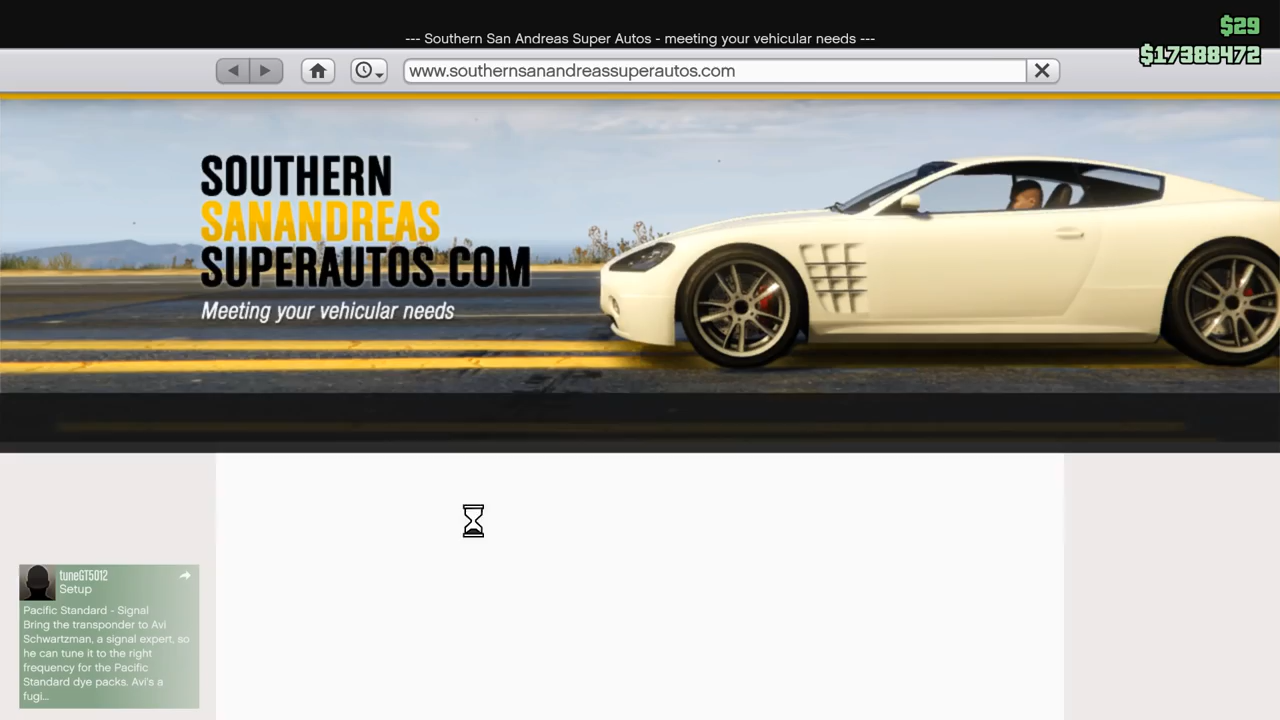 --- Southern San Andreas Super Autos - meeting your vehicular needs ---
$29
$17388472
www.southernsanandreassuperautos.com
SOUTHERN
SANANDREAS
SUPERAUTOS.COM
Meeting your vehicular needs
tuneGT5012
Setup
Pacific Standard - Signal
Bring the transponder to Avi
Schwartzman, a signal expert, so
he can tune it to the right
frequency for the Pacific
Standard dye packs. Avi's a
fugi...